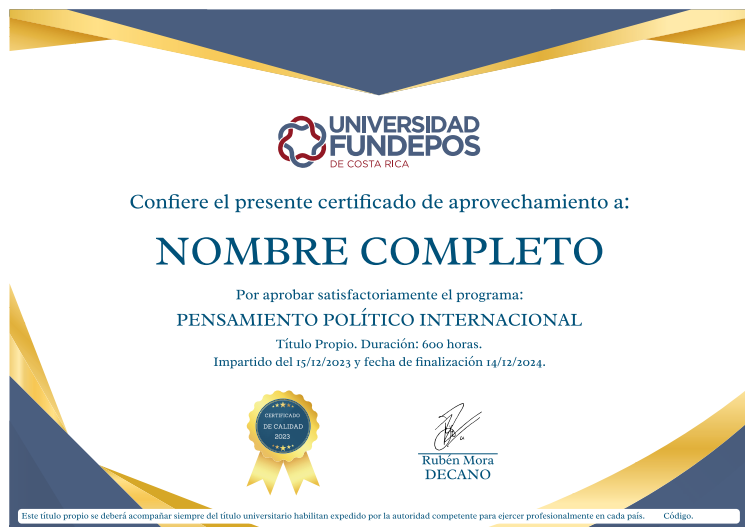 UNIVERSIDAD
FUNDEPOS
DE COSTA RICA
Confiere el presente certificado de aprovechamiento a:
NOMBRE COMPLETO
Por aprobar satisfactoriamente el programa:
PENSAMIENTO POLÍTICO INTERNACIONAL
Título Propio. Duración: 600 horas.
Impartido del 15/12/2023 y fecha de finalización 14/12/2024.
CERTIFICADO
DE CALIDAD
2023
Rubén Mora
DECANO
Este título propio se deberá acompañar siempre del título universitario habilitan expedido por la autoridad competente para ejercer profesionalmente en cada país. Código.